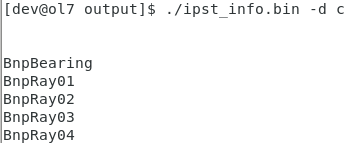 [dev@ol7 output]$ ./ipst_info.bin -d c
BnpBearing
BnpRay01
BnpRay02
BnpRay03
BnpRay04